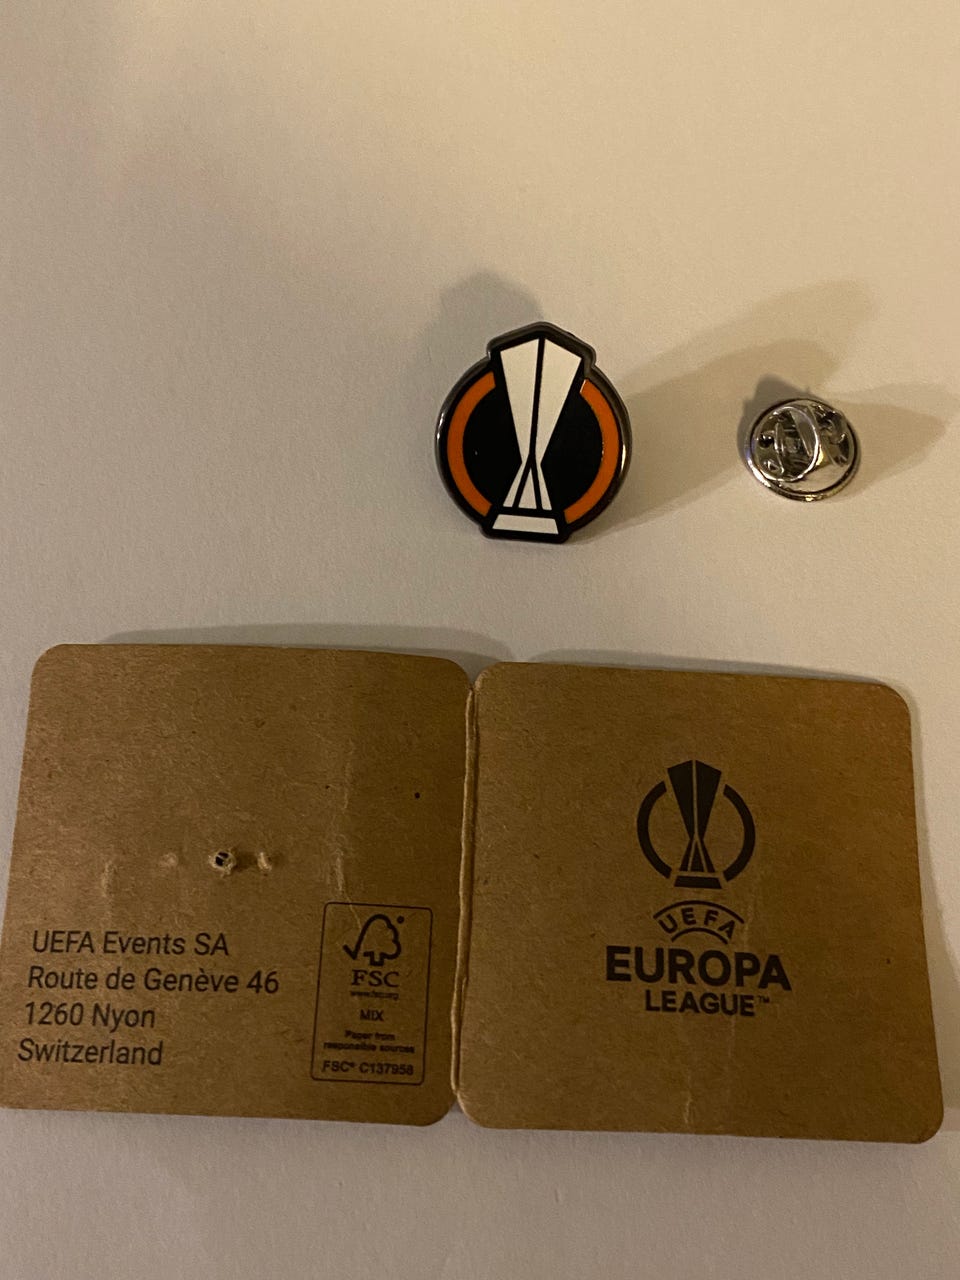 UEFA Events SA
Route de Genève 46
1260 Nyon
Switzerland
FSC
www.fsc.org
MIX
Paper from
responsible sources
FSC® C137958
UEFA
EUROPA
LEAGUE™